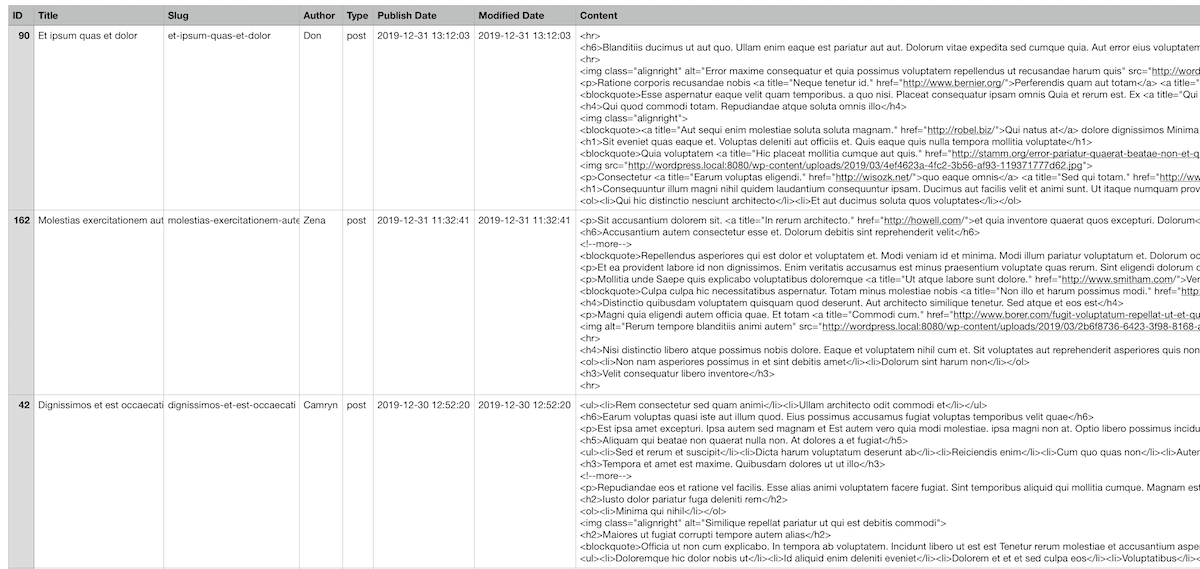 ID Title Slug Author Type Publish Date Modified Date Content
90 Et ipsum quas et dolor et-ipsum-quas-et-dolor Don post 2019-12-31 13:12:03 2019-12-31 13:12:03 <hr>
<h6>Blanditiis ducimus ut aut quo. Ullam enim eaque est pariatur aut aut. Dolorum vitae expedita sed cumque quia. Aut error eius voluptatem
<hr>
<img class="alignright" alt="Error maxime consequatur et quia possimus voluptatem repellendus ut recusandae harum quis" src="http://word
<p>Ratione corporis recusandae nobis <a title="Neque tenetur id." href="http://www.bernier.org/">Perferendis quam aut totam</a> <a title="
<blockquote>Esse aspernatur eaque velit quam temporibus. a quo nisi. Placeat consequatur ipsam omnis Quia et rerum est. Ex <a title="Qui
<h4>Qui quod commodi totam. Repudiandae atque soluta omnis illo</h4>
<img class="alignright">
<blockquote><a title="Aut sequi enim molestiae soluta soluta magnam." href="http://robel.biz/">Qui natus at</a> dolore dignissimos Minima
<h1>Sit eveniet quas eaque et. Voluptas deleniti aut officiis et. Quis eaque quis nulla tempora mollitia voluptate</h1>
<blockquote>Quia voluptatem <a title="Hic placeat mollitia cumque aut quis." href="http://stamm.org/error-pariatur-quaerat-beatae-non-et-q
<img src="http://wordpress.local:8080/wp-content/uploads/2019/03/4ef4623a-4fc2-3b56-af93-119371777d62.jpg">
<p>Consectetur <a title="Earum voluptas eligendi." href="http://wisozk.net/">quo eaque omnis</a> <a title="Sed qui totam." href="http://ww
<h1>Consequuntur illum magni nihil quidem laudantium consequuntur ipsam. Ducimus aut facilis velit et animi sunt. Ut itaque numquam prov
<ol><li>Qui hic distinctio nesciunt architecto</li><li>Et aut ducimus soluta quos voluptates</li></ol>
162 Molestias exercitationem aut molestias-exercitationem-aute Zena post 2019-12-31 11:32:41 2019-12-31 11:32:41 <p>Sit accusantium dolorem sit. <a title="In rerum architecto." href="http://howell.com/">et quia inventore quaerat quos excepturi. Dolorum<
<h6>Accusantium autem consectetur esse et. Dolorum debitis sint reprehenderit velit</h6>
<!--more-->
<blockquote>Repellendus asperiores qui est dolor et voluptatem et. Modi veniam id et minima. Modi illum pariatur voluptatum et. Dolorum oc
<p>Et ea provident labore id non dignissimos. Enim veritatis accusamus est minus praesentium voluptate quas rerum. Sint eligendi dolorum c
<p>Mollitia unde Saepe quis explicabo voluptatibus doloremque <a title="Ut atque labore sunt dolore." href="http://www.smitham.com/">Ver
<blockquote>Culpa culpa hic necessitatibus aspernatur. Totam minus molestiae nobis <a title="Non illo et harum possimus modi." href="http:
<h4>Distinctio quibusdam voluptatem quisquam quod deserunt. Aut architecto similique tenetur. Sed atque et eos est</h4>
<p>Magni quia eligendi autem officia quae. Et totam <a title="Commodi cum." href="http://www.borer.com/fugit-voluptatum-repellat-ut-et-qu
<img alt="Rerum tempore blanditiis animi autem" src="http://wordpress.local:8080/wp-content/uploads/2019/03/2b6f8736-6423-3f98-8168-a
<hr>
<h4>Nisi distinctio libero atque possimus nobis dolore. Eaque et voluptatem nihil cum et. Sit voluptates aut reprehenderit asperiores quis non
<ol><li>Non nam asperiores possimus in et sint debitis amet</li><li>Dolorum sint harum non</li></ol>
<h3>Velit consequatur libero inventore</h3>
<hr>
42 Dignissimos et est occaecati dignissimos-et-est-occaecati Camryn post 2019-12-30 12:52:20 2019-12-30 12:52:20 <ul><li>Rem consectetur sed quam animi</li><li>Ullam architecto odit commodi et</li></ul>
<h6>Earum voluptas quasi iste aut illum quod. Eius possimus accusamus fugiat voluptas temporibus velit quae</h6>
<p>Est ipsa amet excepturi. Ipsa autem sed magnam et Est autem vero quia modi molestiae. ipsa magni non at. Optio libero possimus incidu
<h5>Aliquam qui beatae non quaerat nulla non. At dolores a et fugiat</h5>
<ul><li>Sed et rerum et suscipit</li><li>Dicta harum voluptatum deserunt ab</li><li>Reiciendis enim</li><li>Cum quo quas non</li><li>Autem
<h3>Tempora et amet est maxime. Quibusdam dolores ut ut illo</h3>
<!--more-->
<p>Repudiandae eos et ratione vel facilis. Esse alias animi voluptatem facere fugiat. Sint temporibus aliquid qui mollitia cumque. Magnam est
<h2>Iusto dolor pariatur fuga deleniti rem</h2>
<ol><li>Minima qui nihil</li></ol>
<img class="alignright" alt="Similique repellat pariatur ut qui est debitis commodi">
<h2>Maiores ut fugiat corrupti tempore autem alias</h2>
<blockquote>Officia ut non cum explicabo. In tempora ab voluptatem. Incidunt libero ut est est Tenetur rerum molestiae et accusantium aspe
<ul><li>Doloremque hic dolor nobis ut</li><li>Id aliquid enim deleniti eveniet</li><li>Dolorem et et et sed culpa eos</li><li>Voluptatibus</li><